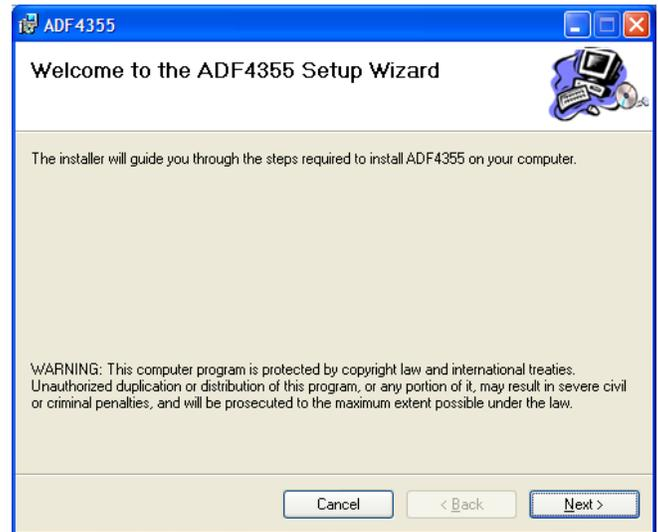 ADF4355
Welcome to the ADF4355 Setup Wizard
The installer will guide you through the steps required to install ADF4355 on your computer.
WARNING: This computer program is protected by copyright law and international treaties.
Unauthorized duplication or distribution of this program, or any portion of it, may result in severe civil
or criminal penalties, and will be prosecuted to the maximum extent possible under the law.
Cancel
< Back
Next >